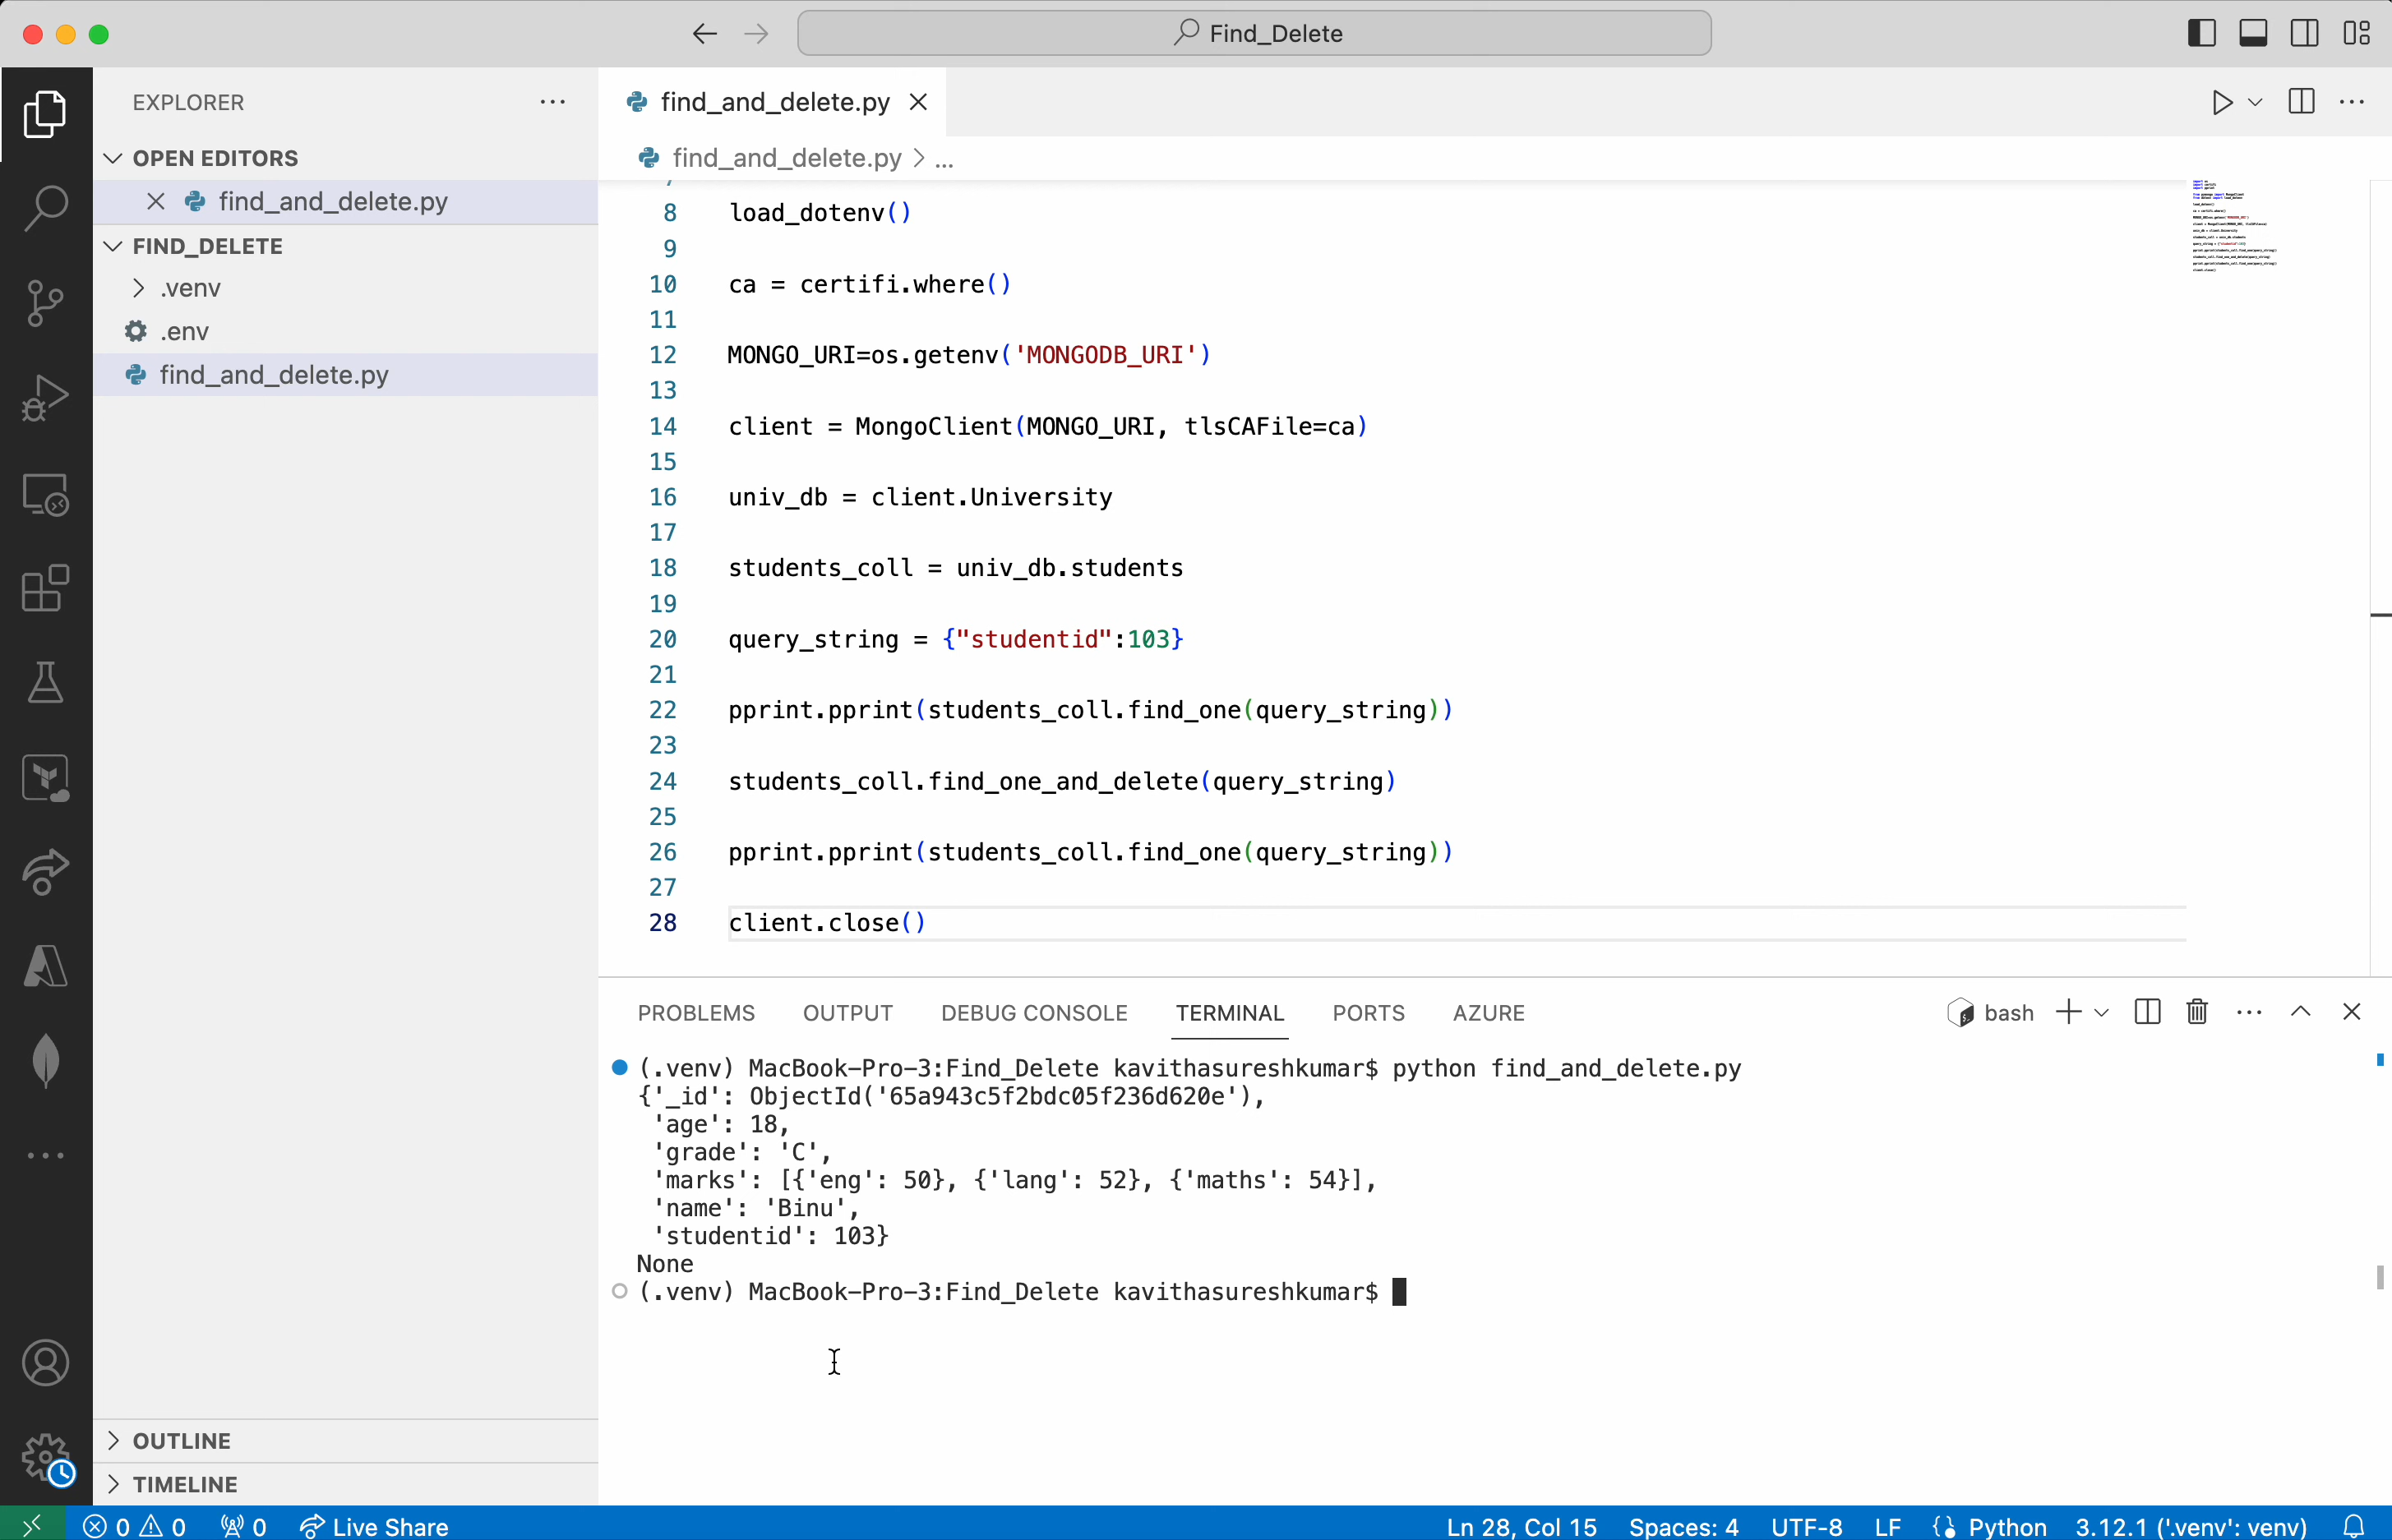 Find_Delete
EXPLORER
find_and_delete.py
OPEN EDITORS
find_and_delete.py > ...
find_and_delete.py
FIND_DELETE
.venv
.env
find_and_delete.py
8 load_dotenv()
9
10 ca = certifi.where()
11
12 MONGO_URI=os.getenv('MONGODB_URI')
13
14 client = MongoClient(MONGO_URI, tlsCAFile=ca)
15
16 univ_db = client.University
17
18 students_coll = univ_db.students
19
20 query_string = {"studentid":103}
21
22 pprint.pprint(students_coll.find_one(query_string))
23
24 students_coll.find_one_and_delete(query_string)
25
26 pprint.pprint(students_coll.find_one(query_string))
27
28 client.close()
PROBLEMS OUTPUT DEBUG CONSOLE TERMINAL PORTS AZURE bash
(.venv) MacBook-Pro-3:Find_Delete kavithasureshkumar$ python find_and_delete.py
{'_id': ObjectId('65a943c5f2bdc05f236d620e'),
'age': 18,
'grade': 'C',
'marks': [{'eng': 50}, {'lang': 52}, {'maths': 54}],
'name': 'Binu',
'studentid': 103}
None
(.venv) MacBook-Pro-3:Find_Delete kavithasureshkumar$
OUTLINE
TIMELINE
0 0 0 Live Share Ln 28, Col 15 Spaces: 4 UTF-8 LF Python 3.12.1 ('.venv': venv)